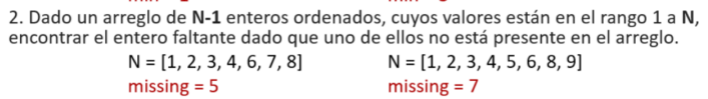 2. Dado un arreglo de N-1 enteros ordenados, cuyos valores están en el rango 1 a N,
encontrar el entero faltante dado que uno de ellos no está presente en el arreglo.
N = [1, 2, 3, 4, 6, 7, 8] N = [1, 2, 3, 4, 5, 6, 8, 9]
missing = 5 missing = 7